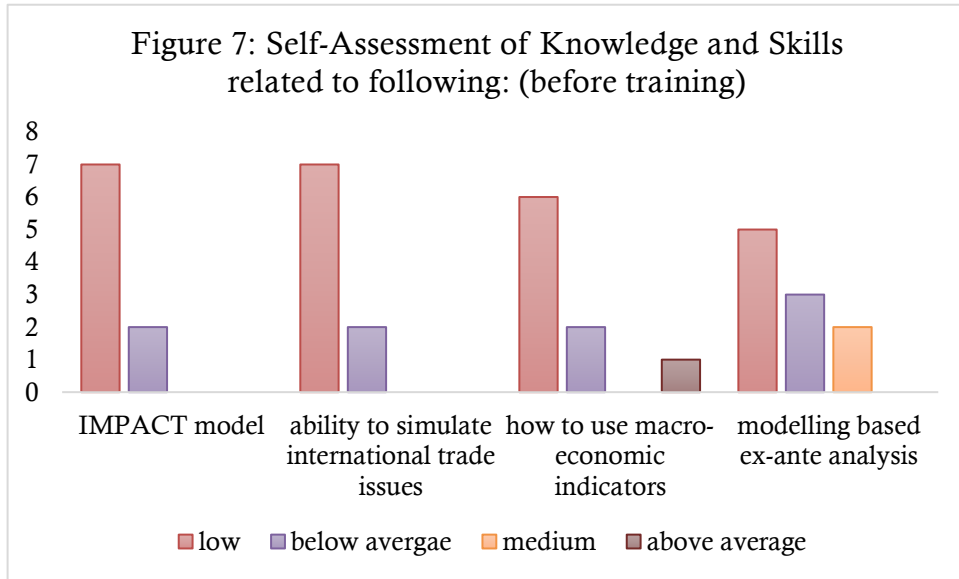 Figure 7: Self-Assessment of Knowledge and Skills
related to following: (before training)
8
7
6
5
4
3
2
1
0
IMPACT model
ability to simulate
international trade
issues
how to use macro-
economic
indicators
modelling based
ex-ante analysis
low
below avergae
medium
above average